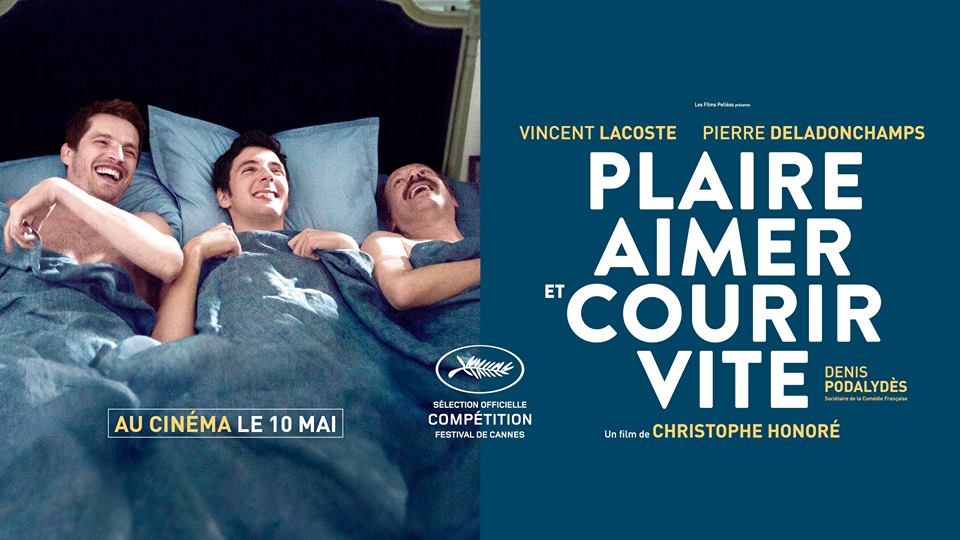 Les Films Pelléas présente
VINCENT LACOSTE PIERRE DELADONCHAMPS
PLAIRE
AIMER
ET COURIR
VITE
DENIS
PODALYDÈS
Sociétaire de la Comédie Française
Un film de CHRISTOPHE HONORÉ
SÉLECTION OFFICIELLE
COMPÉTITION
FESTIVAL DE CANNES
AU CINÉMA LE 10 MAI